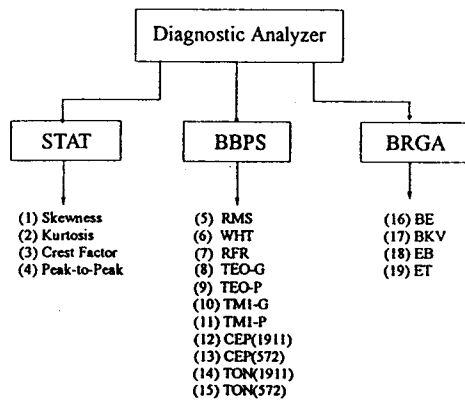 Diagnostic Analyzer
STAT
BBPS
BRGA
(1) Skewness
(2) Kurtosis
(3) Crest Factor
(4) Peak-to-Peak
(5) RMS
(6) WHT
(7) RFR
(8) TEO-G
(9) TEO-P
(10) TM1-G
(11) TM1-P
(12) CEP(1911)
(13) CEP(572)
(14) TON(1911)
(15) TON(572)
(16) BE
(17) BKV
(18) EB
(19) ET